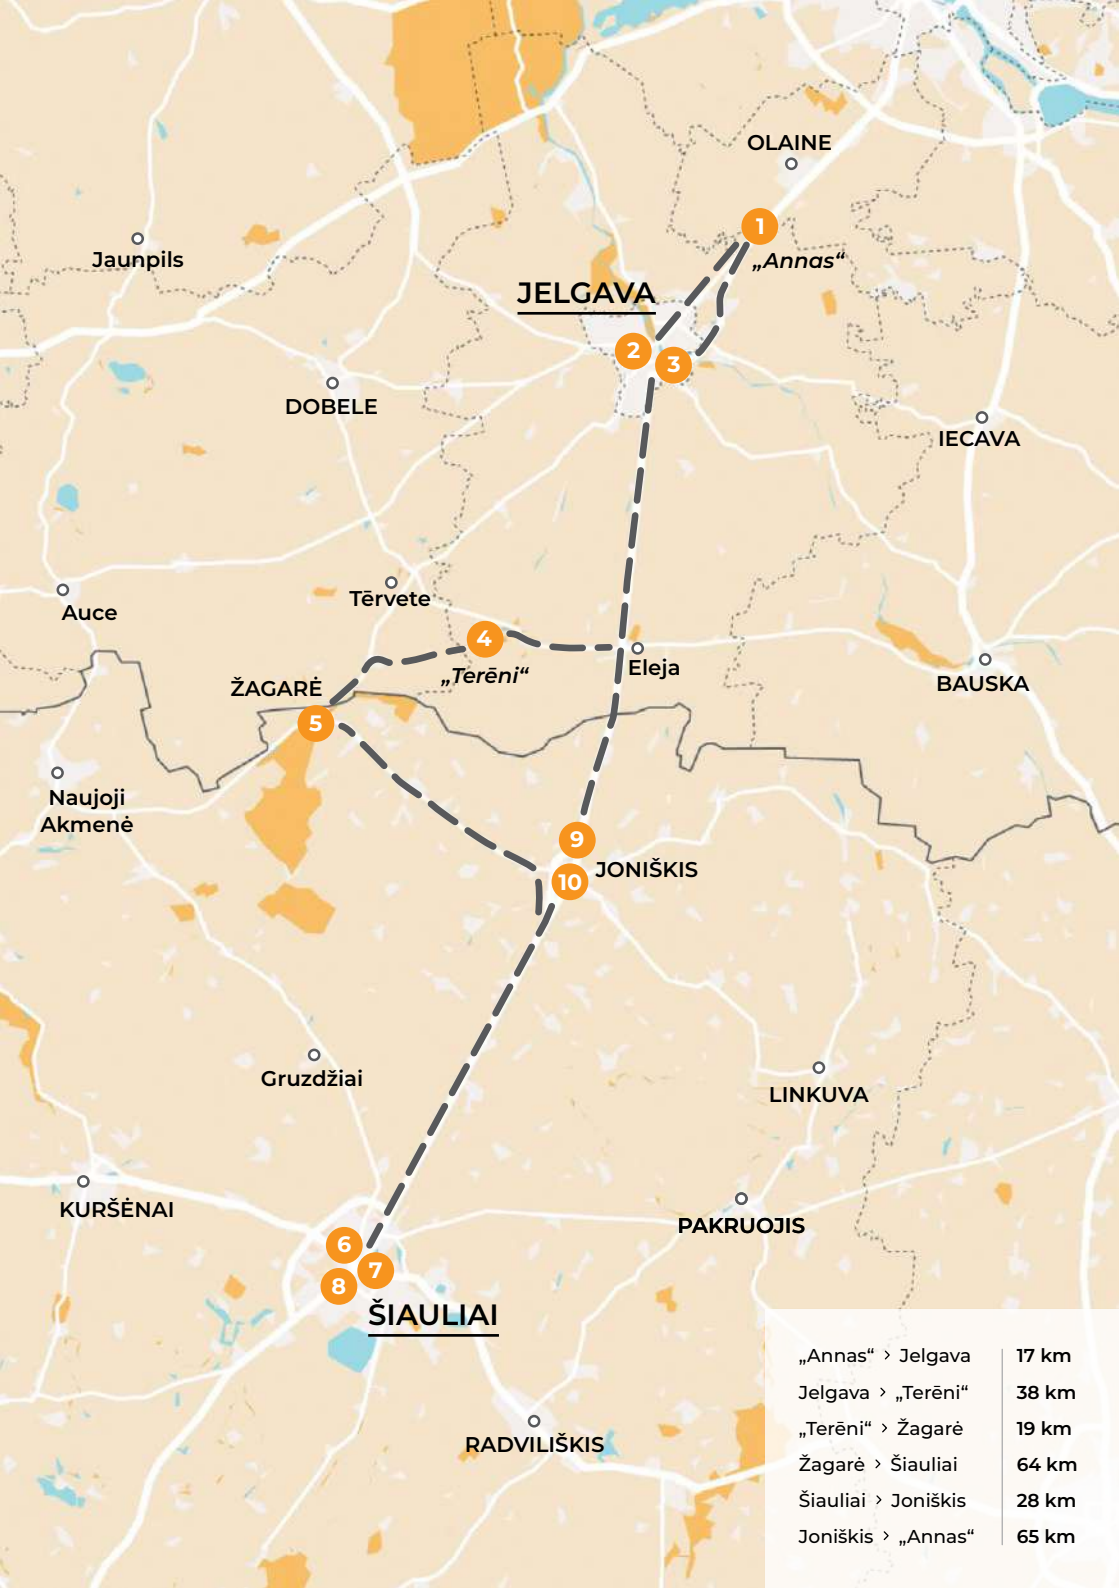 OLAINE
1
„Annas“
Jaunpils
JELGAVA
2
3
DOBELE
IECAVA
Auce
Tērvete
4
„Terēni“
Eleja
BAUSKA
ŽAGARĖ
5
Naujoji
Akmenė
9
JONIŠKIS
10
Gruzdžiai
LINKUVA
KURŠĖNAI
PAKRUOJIS
6
7
8
ŠIAULIAI
RADVILIŠKIS
„Annas“ › Jelgava 17 km
Jelgava › „Terēni“ 38 km
„Terēni“ › Žagarė 19 km
Žagarė › Šiauliai 64 km
Šiauliai › Joniškis 28 km
Joniškis › „Annas“ 65 km